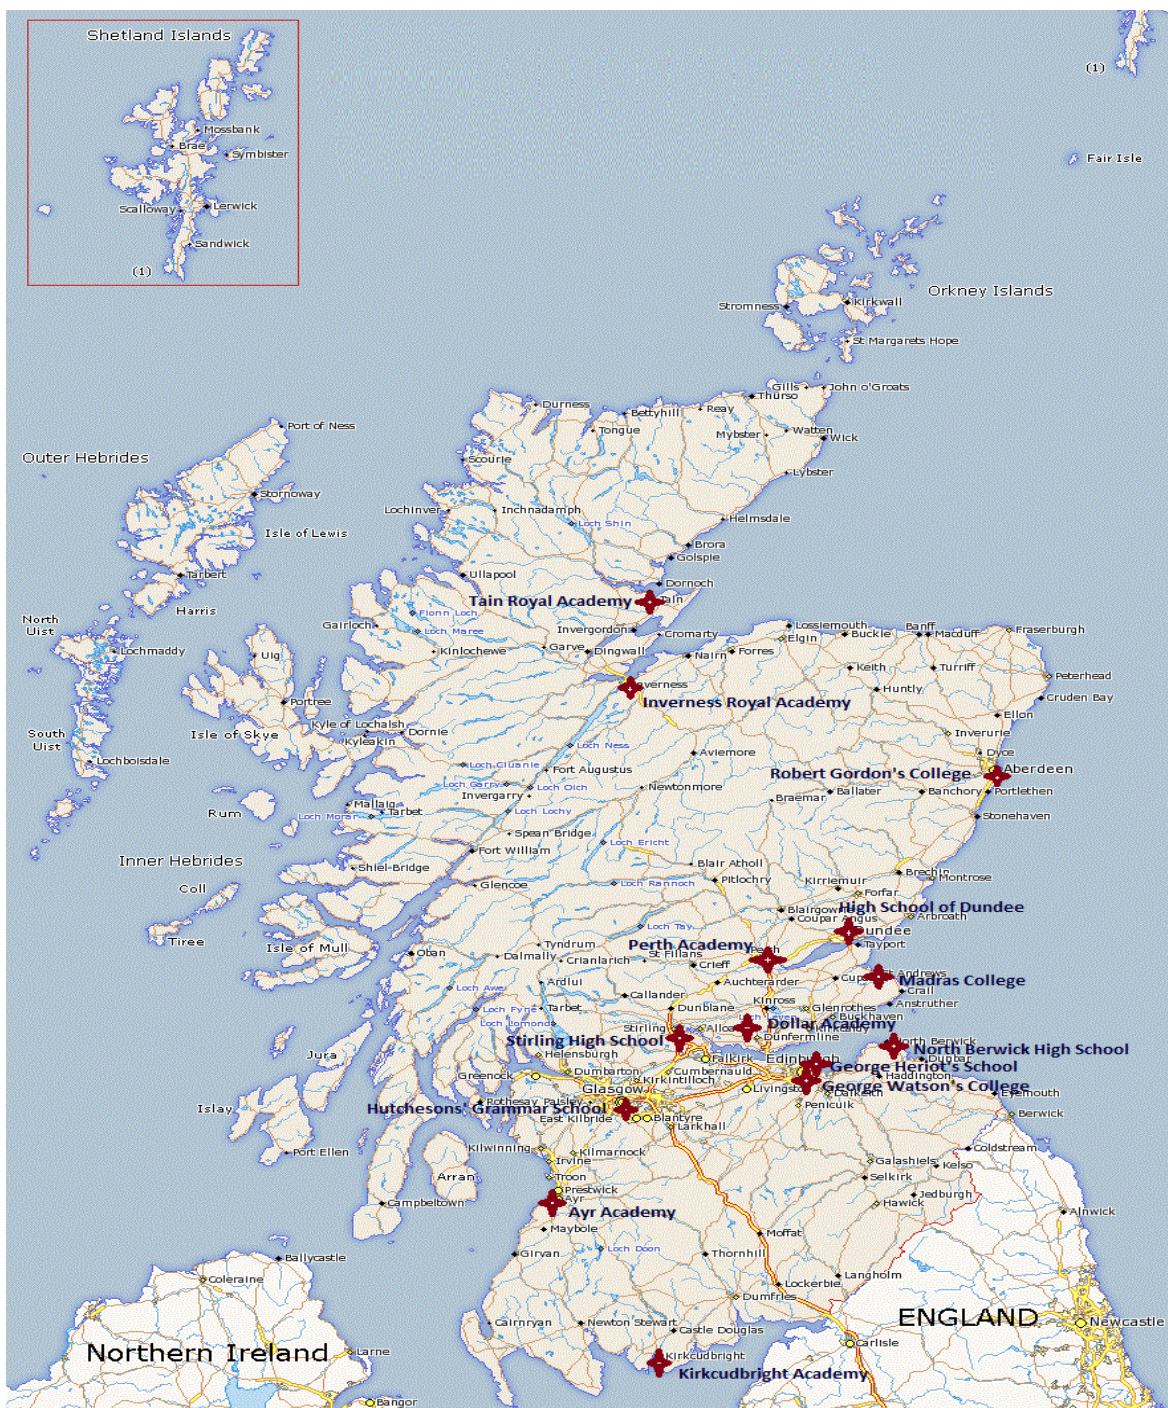 Shetland Islands
Mossbank
Brae
Symbister
Scalloway
Lerwick
Sandwick
(1)
(1)
Fair Isle
Orkney Islands
Stromness
Kirkwall
St Margarets Hope
Gills
John o'Groats
Thurso
Durness
Bettyhill
Reay
Tongue
Mybster
Watten
Wick
Port of Ness
Outer Hebrides
Scourie
Lybster
Stornoway
Lochinver
Inchnadamph
Loch Shin
Helmsdale
Isle of Lewis
Brora
Golspie
Tarbert
Ullapool
Dornoch
Harris
Tain Royal Academy
Tain
North
Uist
Fionn Loch
Gairloch
Loch Maree
Invergordon
Cromarty
Lossiemouth
Elgin
Buckie
Banff
Macduff
Fraserburgh
Lochmaddy
Uig
Kinlochewe
Garve
Dingwall
Nairn
Forres
Keith
Turriff
Peterhead
Inverness
Huntly
Cruden Bay
Portree
Inverness Royal Academy
Ellon
Kyle of Lochalsh
Dornie
Isle of Skye
Kyleakin
South
Uist
Loch Ness
Inverurie
Aviemore
Dyce
Lochboisdale
Loch Cluanie
Fort Augustus
Robert Gordon's College
Aberdeen
Loch Garry
Loch Oich
Newtonmore
Invergarry
Braemar
Ballater
Banchory
Portlethen
Rum
Mallaig
Tarbet
Loch Morar
Loch Lochy
Stonehaven
Spean Bridge
Loch Ericht
Fort William
Inner Hebrides
Shiel-Bridge
Blair Atholl
Brechin
Montrose
Coll
Glencoe
Loch Rannoch
Pitlochry
Kirriemuir
Forfar
High School of Dundee
Blairgowrie
Coupar Angus
Arbroath
Tiree
Isle of Mull
Loch Tay
Dundee
Oban
Tyndrum
Perth Academy
Perth
Tayport
Dalmally
Crianlarich
St Fillans
Crieff
St Andrews
Madras College
Loch Awe
Ardlui
Auchterarder
Crail
Callander
Kinross
Anstruther
Loch Fyne
Tarbet
Dunblane
Glenrothes
Loch Leven
Buckhaven
Loch Lomond
Stirling
Dollar Academy
Kirkcaldy
Stirling High School
Dunfermline
North Berwick
North Berwick High School
Jura
Helensburgh
Falkirk
Edinburgh
Dunbar
George Heriot's School
Dumbarton
Cumbernauld
Haddington
Greenock
Kirkintilloch
Glasgow
Livingston
George Watson's College
Dalkeith
Eyemouth
Islay
Rothesay
Paisley
Penicuik
Hutchesons' Grammar School
Berwick
East Kilbride
Blantyre
Larkhall
Kilwinning
Kilmarnock
Coldstream
Port Ellen
Irvine
Galashiels
Kelso
Arran
Troon
Selkirk
Prestwick
Ayr
Jedburgh
Campbeltown
Hawick
Ayr Academy
Alnwick
Maybole
Moffat
Ballycastle
Girvan
Loch Doon
Thornhill
Coleraine
Langholm
Lockerbie
Dumfries
ENGLAND
Cairnryan
Newton Stewart
Castle Douglas
Newcastle
Carlisle
Northern Ireland
Larne
Kirkcudbright
Kirkcudbright Academy
Bangor